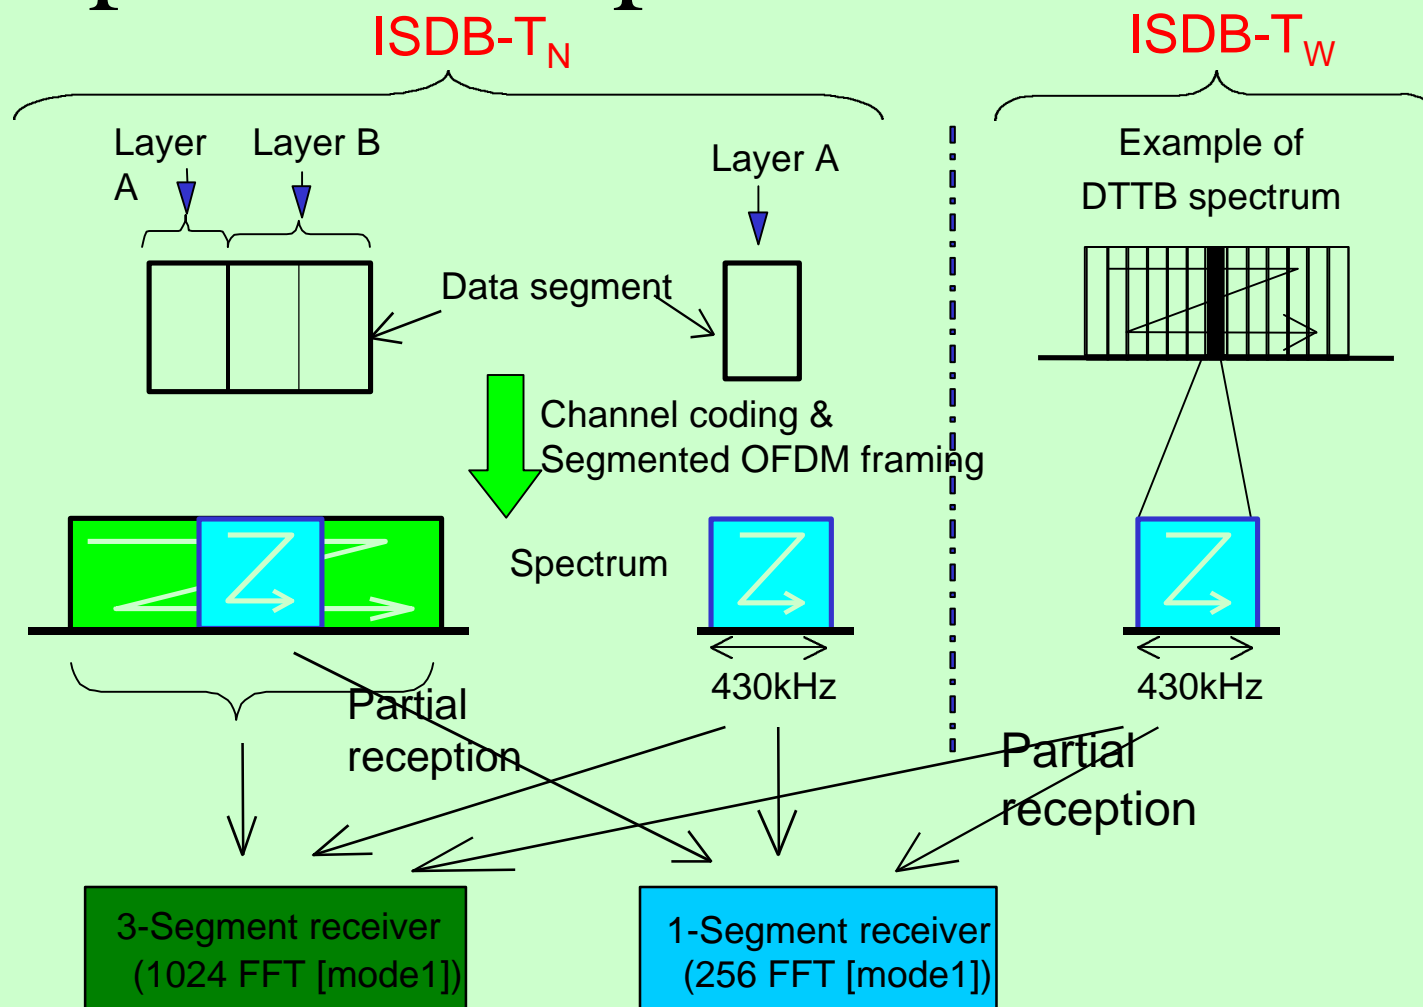 ISDB-TN
ISDB-TW
Layer
A
Layer B
Layer A
Example of
DTTB spectrum
Data segment
Channel coding &
Segmented OFDM framing
Spectrum
430kHz
430kHz
Partial
reception
Partial
reception
3-Segment receiver
(1024 FFT [mode1])
1-Segment receiver
(256 FFT [mode1])